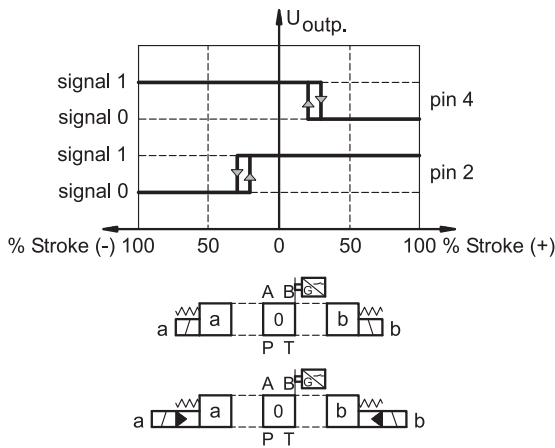 U outp.
signal 1
signal 0
pin 4
signal 1
signal 0
pin 2
% Stroke (-) 100 50 0 50 100 % Stroke (+)
A B G
a a 0 b b
P T
A B G
a a 0 b b
P T